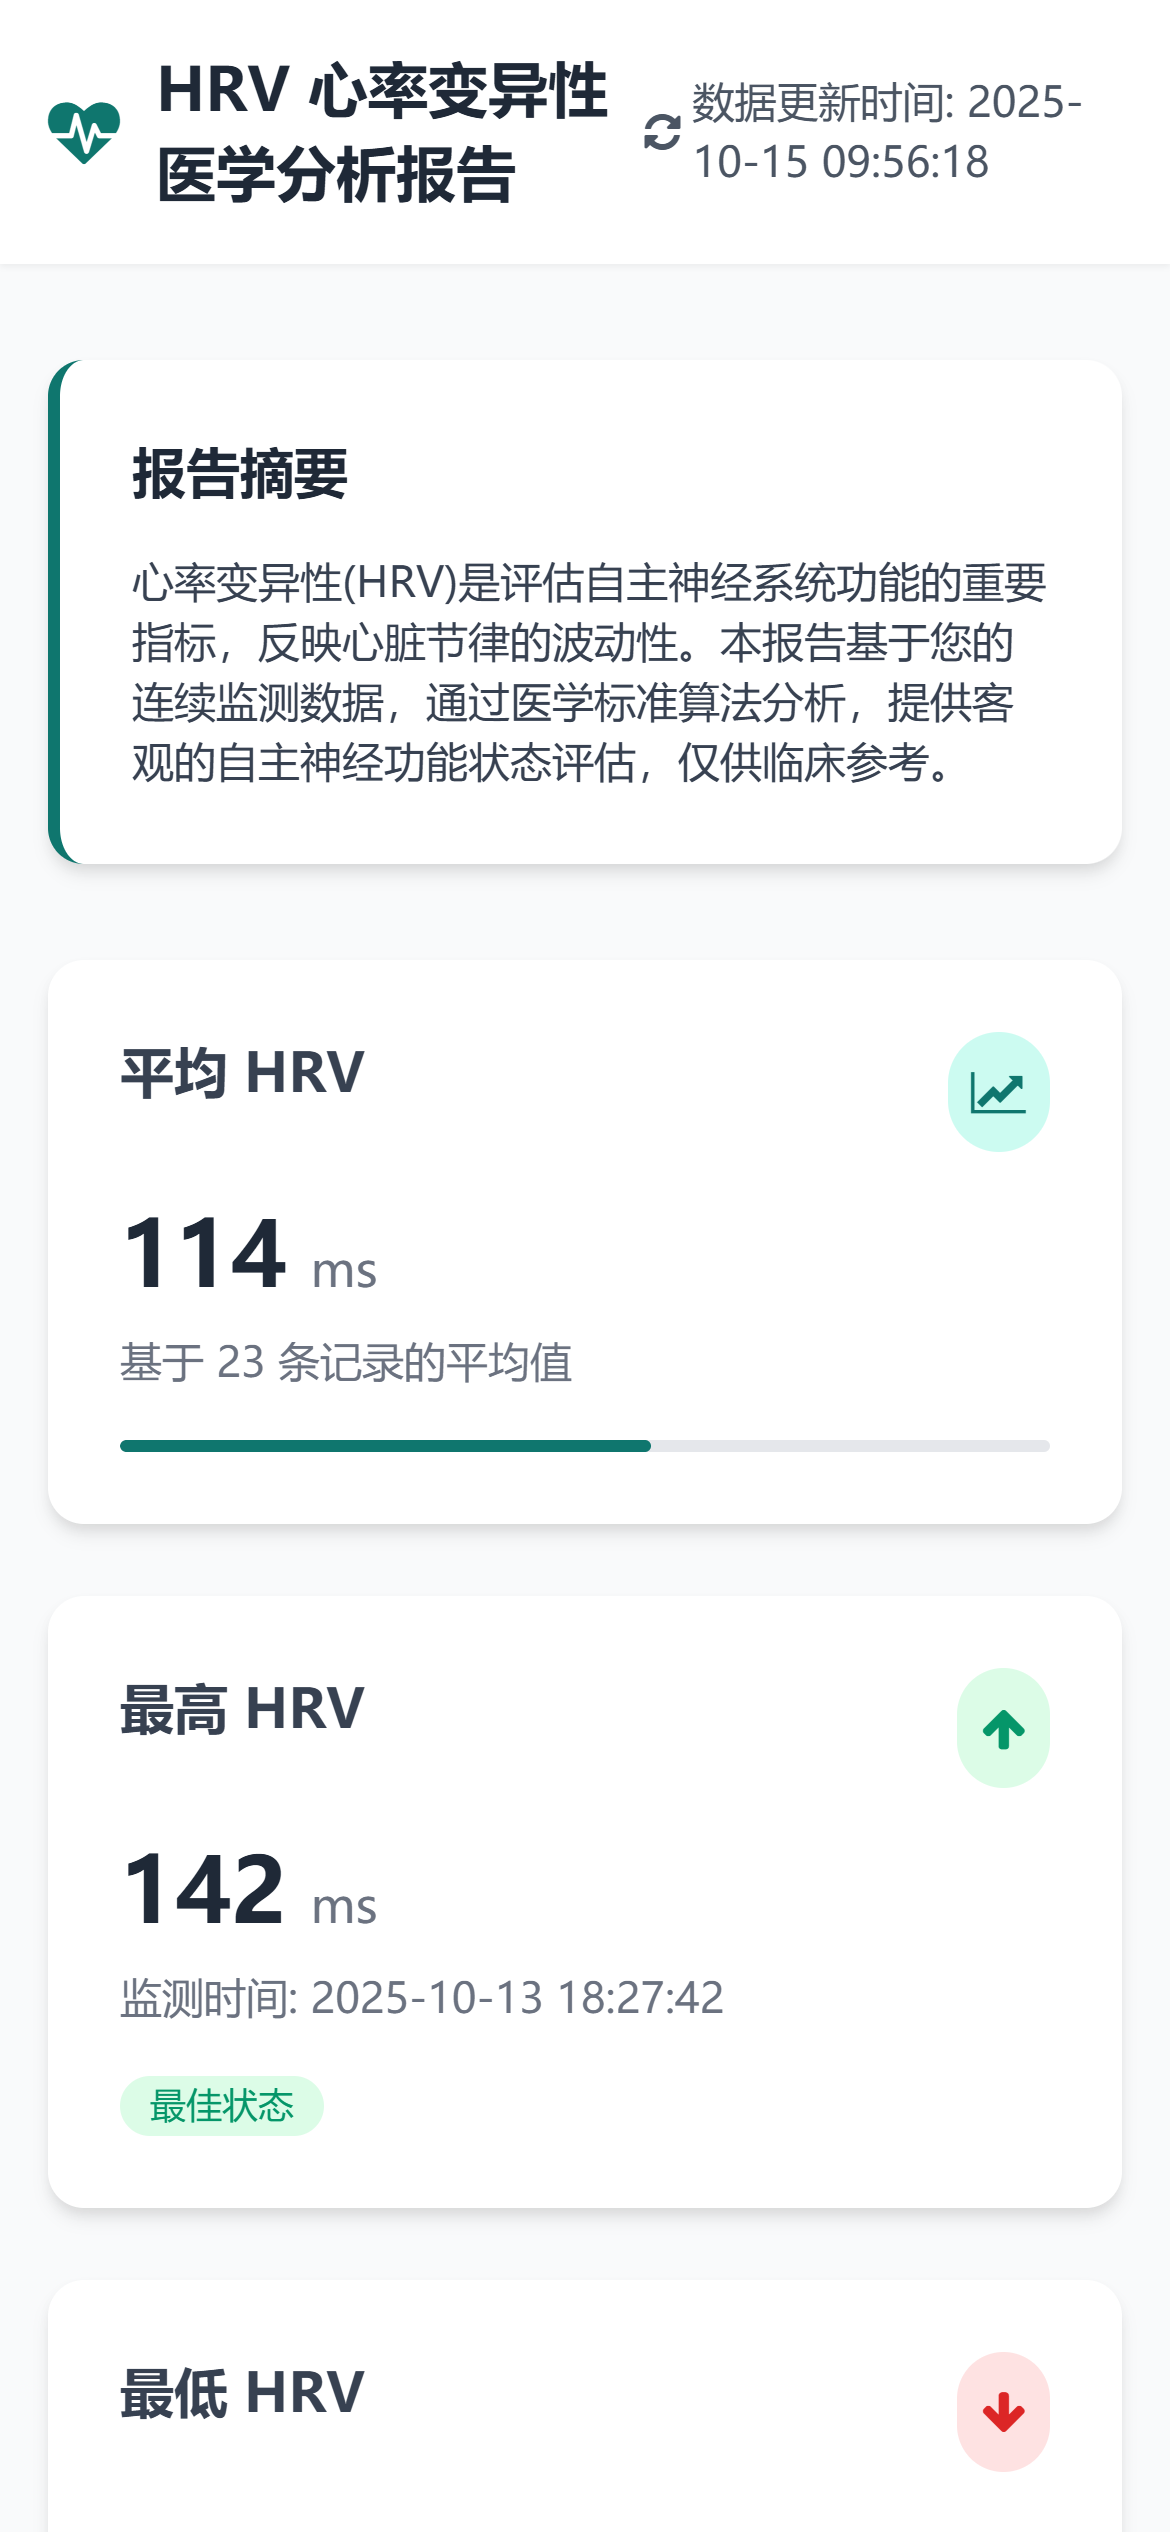 HRV 心率变异性
医学分析报告
数据更新时间: 2025-
10-15 09:56:18
报告摘要
心率变异性(HRV)是评估自主神经系统功能的重要
指标，反映心脏节律的波动性。本报告基于您的
连续监测数据，通过医学标准算法分析，提供客
观的自主神经功能状态评估，仅供临床参考。
平均 HRV
114 ms
基于 23 条记录的平均值
最高 HRV
142 ms
监测时间: 2025-10-13 18:27:42
最佳状态
最低 HRV